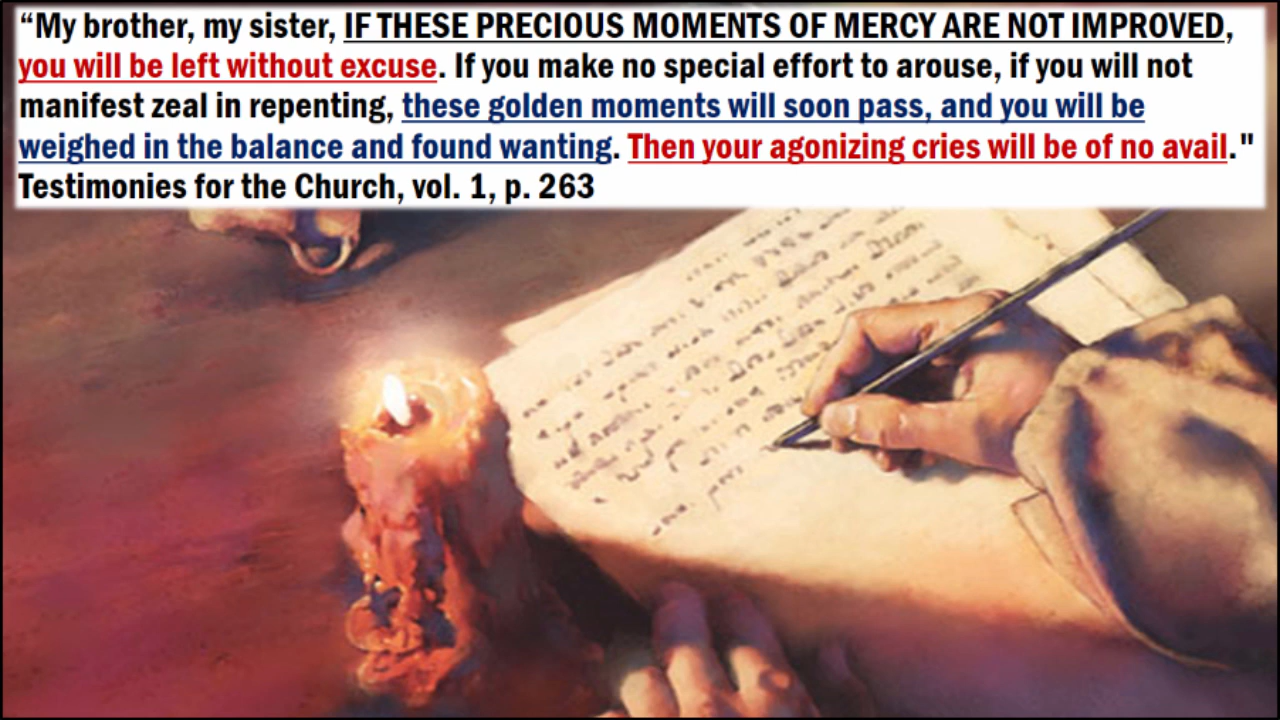 “My brother, my sister, IF THESE PRECIOUS MOMENTS OF MERCY ARE NOT IMPROVED,
you will be left without excuse. If you make no special effort to arouse, if you will not
manifest zeal in repenting, these golden moments will soon pass, and you will be
weighed in the balance and found wanting. Then your agonizing cries will be of no avail."
Testimonies for the Church, vol. 1, p. 263